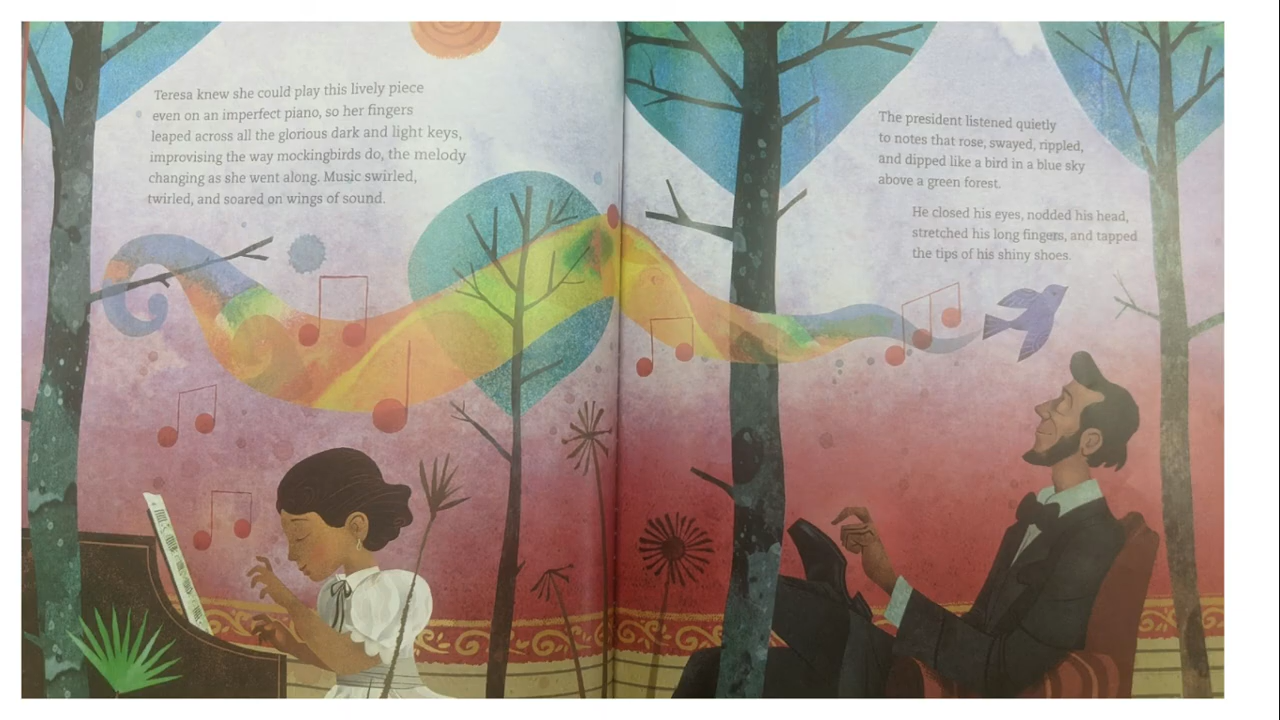 Teresa knew she could play this lively piece
even on an imperfect piano, so her fingers
leaped across all the glorious dark and light keys,
improvising the way mockingbirds do, the melody
changing as she went along. Music swirled,
twirled, and soared on wings of sound.
The president listened quietly
to notes that rose, swayed, rippled,
and dipped like a bird in a blue sky
above a green forest.
He closed his eyes, nodded his head,
stretched his long fingers, and tapped
the tips of his shiny shoes.